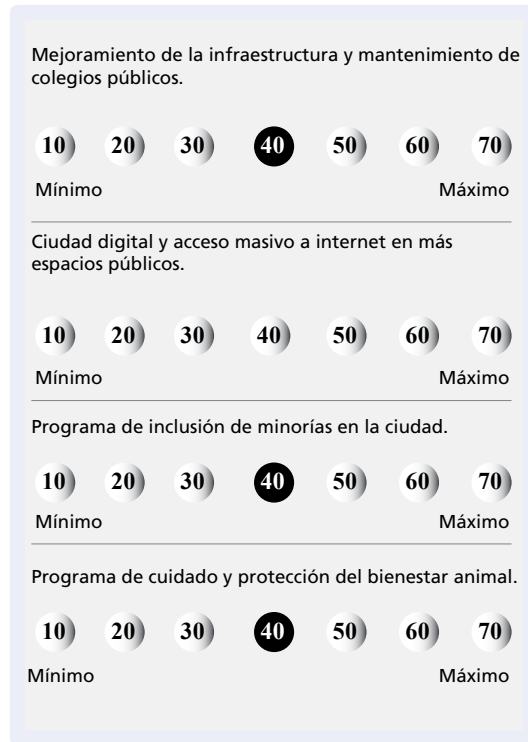 Mejoramiento de la infraestructura y mantenimiento de
colegios públicos.
10 20 30 40 50 60 70
Mínimo Máximo
Ciudad digital y acceso masivo a internet en más
espacios públicos.
10 20 30 40 50 60 70
Mínimo Máximo
Programa de inclusión de minorías en la ciudad.
10 20 30 40 50 60 70
Mínimo Máximo
Programa de cuidado y protección del bienestar animal.
10 20 30 40 50 60 70
Mínimo Máximo